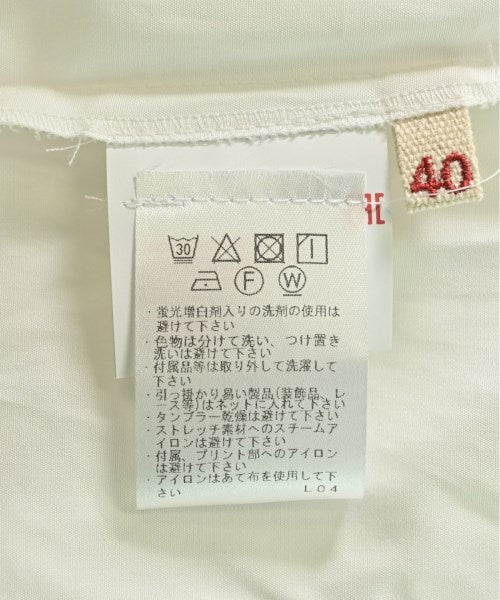 40
30
F W
・蛍光増白剤入りの洗剤の使用は
避けて下さい
・色物は分けて洗い、つけ置き
洗いは避けて下さい
・付属品等は取り外して洗濯して
下さい
・引っ掛かり易い製品(装飾品、レ
ース等)はネットに入れて下さい
・タンブラー乾燥は避けて下さい
・ストレッチ素材へのスチームア
イロンは避けて下さい
・付属、プリント部へのアイロン
は避けて下さい
・アイロンはあて布を使用して下
さい L04